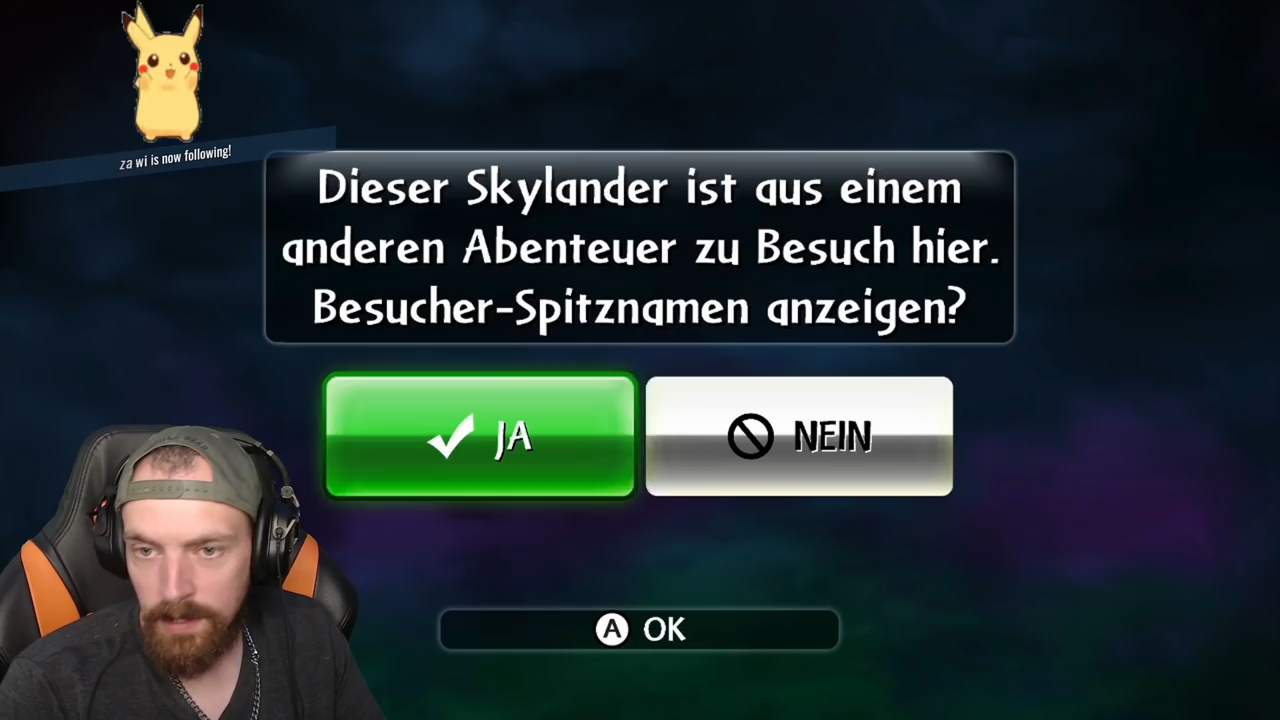 za wi is now following!
Dieser Skylander ist aus einem
anderen Abenteuer zu Besuch hier.
Besucher-Spitznamen anzeigen?
JA
NEIN
A OK